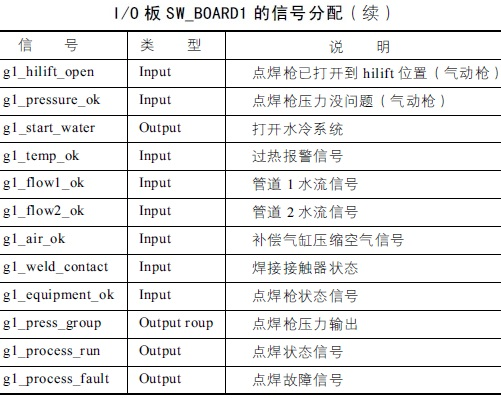 I/O 板 SW_BOARD1 的信号分配（续）
信 号 类 型 说 明
g1_hilift_open Input 点焊枪已打开到 hilift 位置（气动枪）
g1_pressure_ok Input 点焊枪压力没问题（气动枪）
g1_start_water Output 打开水冷系统
g1_temp_ok Input 过热报警信号
g1_flow1_ok Input 管道 1 水流信号
g1_flow2_ok Input 管道 2 水流信号
g1_air_ok Input 补偿气缸压缩空气信号
g1_weld_contact Input 焊接接触器状态
g1_equipment_ok Input 点焊枪状态信号
g1_press_group Output roup 点焊枪压力输出
g1_process_run Output 点焊状态信号
g1_process_fault Output 点焊故障信号